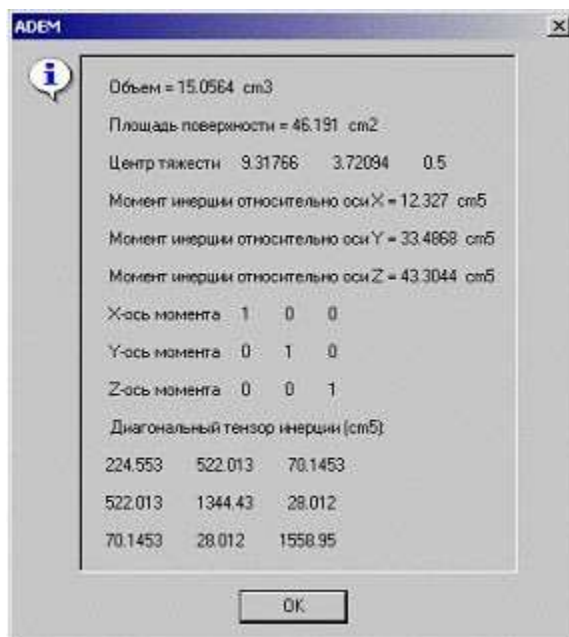 ADEM
Объем = 15.0564 cm3
Площадь поверхности = 46.191 cm2
Центр тяжести 9.31766 3.72094 0.5
Момент инерции относительно оси X = 12.327 cm5
Момент инерции относительно оси Y = 33.4868 cm5
Момент инерции относительно оси Z = 43.3044 cm5
X-ось момента 1 0 0
Y-ось момента 0 1 0
Z-ось момента 0 0 1
Диагональный тензор инерции (cm5):
224.553 522.013 70.1453
522.013 1344.43 28.012
70.1453 28.012 1558.95
OK